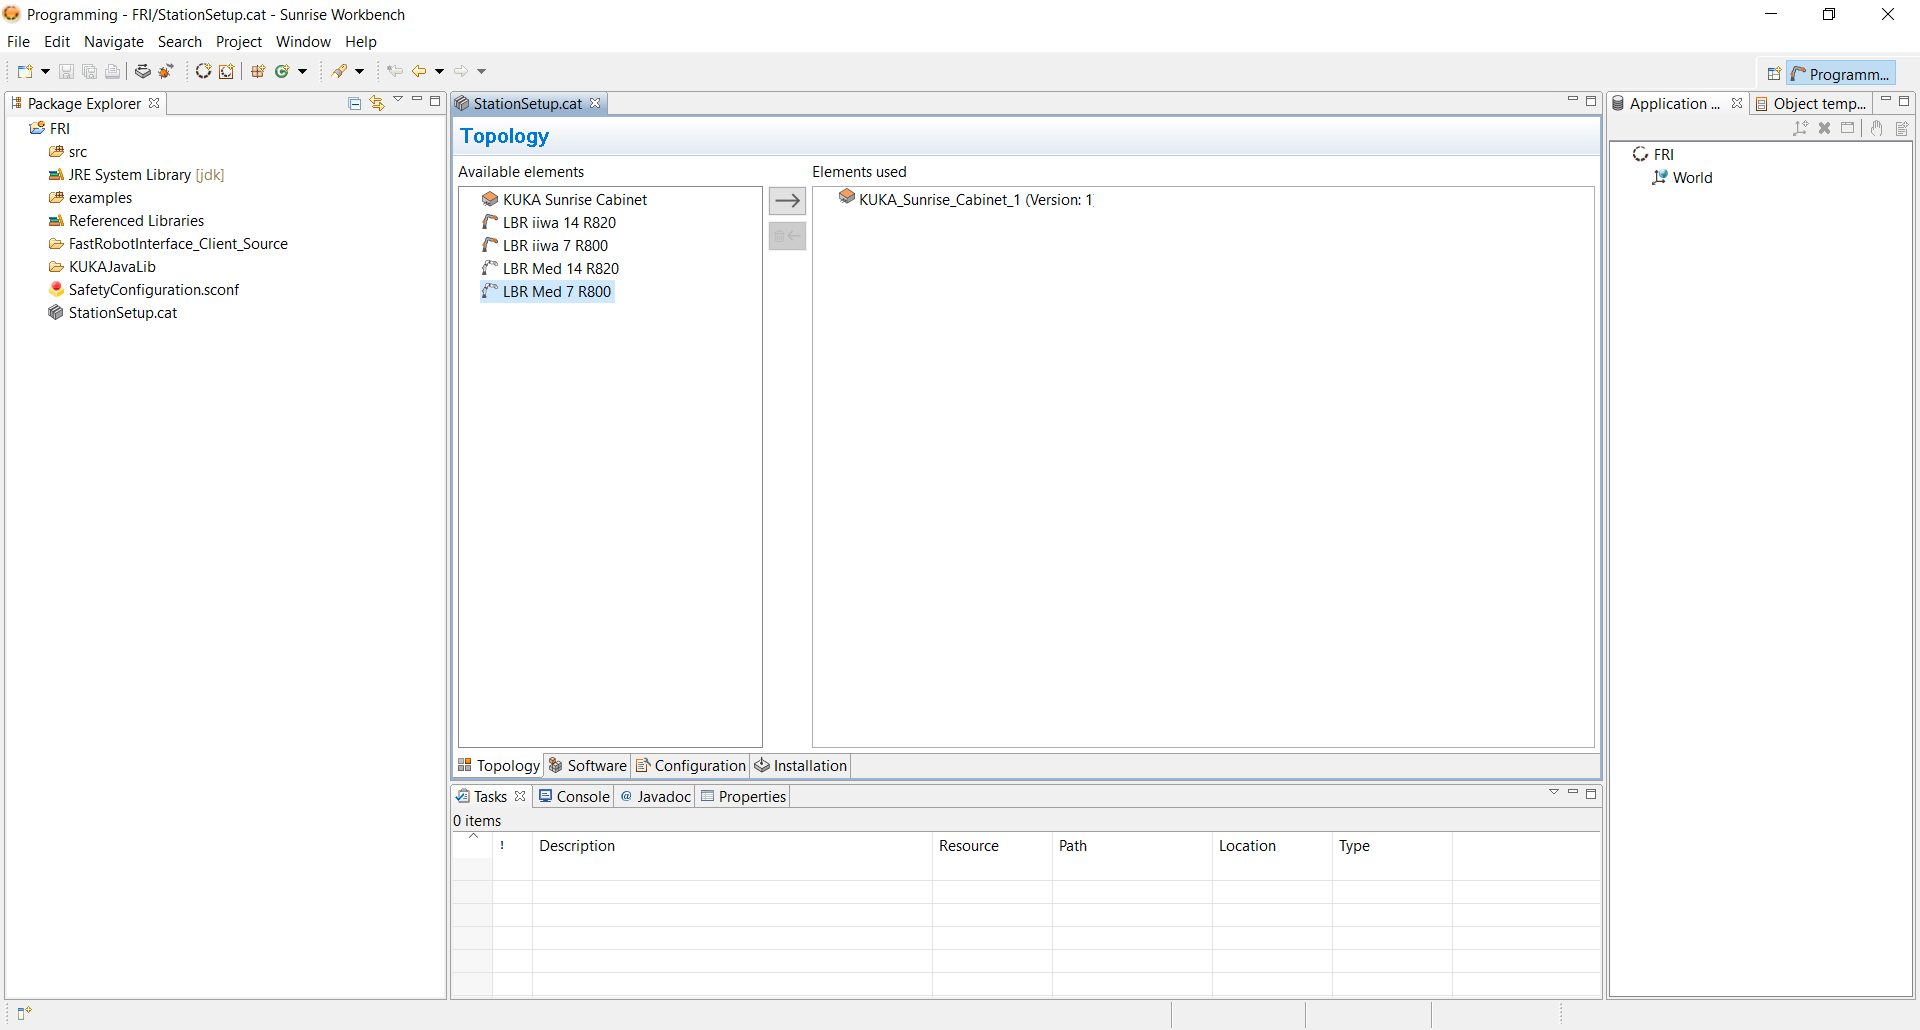 Programming - FRI/StationSetup.cat - Sunrise Workbench
File Edit Navigate Search Project Window Help
Programm...
Package Explorer
FRI
src
JRE System Library [jdk]
examples
Referenced Libraries
FastRobotInterface_Client_Source
KUKAJavaLib
SafetyConfiguration.sconf
StationSetup.cat
StationSetup.cat
Topology
Available elements
KUKA Sunrise Cabinet
LBR iiwa 14 R820
LBR iiwa 7 R800
LBR Med 14 R820
LBR Med 7 R800
Elements used
KUKA_Sunrise_Cabinet_1 (Version: 1
Topology Software Configuration Installation
Tasks Console @ Javadoc Properties
0 items
! Description Resource Path Location Type
Application ... Object temp...
FRI
World